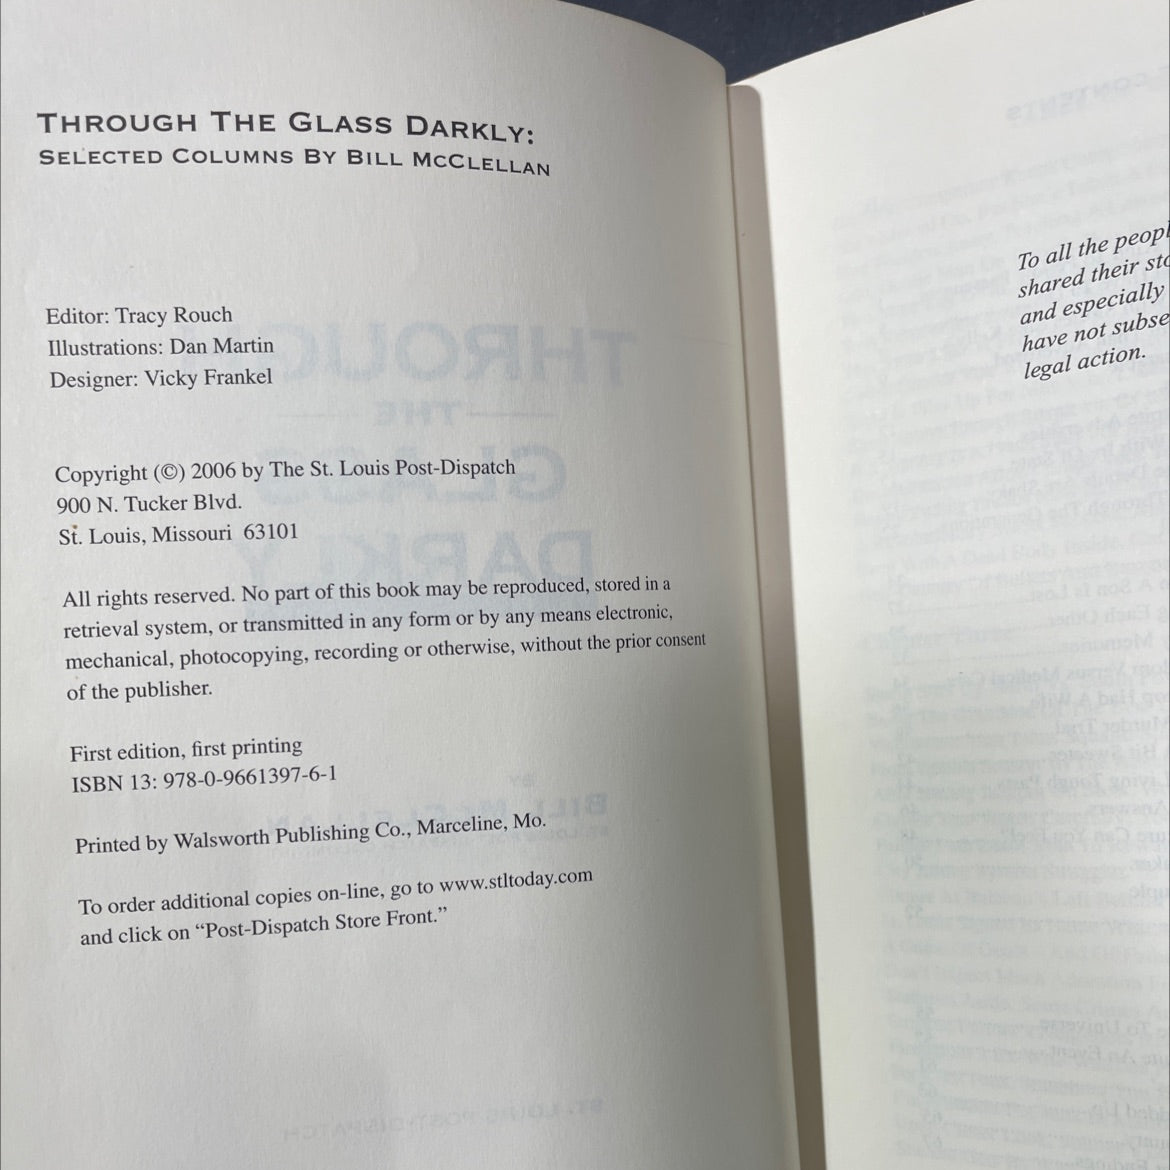 THROUGH THE GLASS DARKLY:
SELECTED COLUMNS BY BILL MCCLELLAN
Editor: Tracy Rouch
Illustrations: Dan Martin
Designer: Vicky Frankel
Copyright (©) 2006 by The St. Louis Post-Dispatch
900 N. Tucker Blvd.
St. Louis, Missouri 63101
All rights reserved. No part of this book may be reproduced, stored in a
retrieval system, or transmitted in any form or by any means electronic,
mechanical, photocopying, recording or otherwise, without the prior consent
of the publisher.
First edition, first printing
ISBN 13: 978-0-9661397-6-1
Printed by Walsworth Publishing Co., Marceline, Mo.
To order additional copies on-line, go to www.stltoday.com
and click on “Post-Dispatch Store Front.”
To all the peopl
shared their sto
and especially
have not subse
legal action.